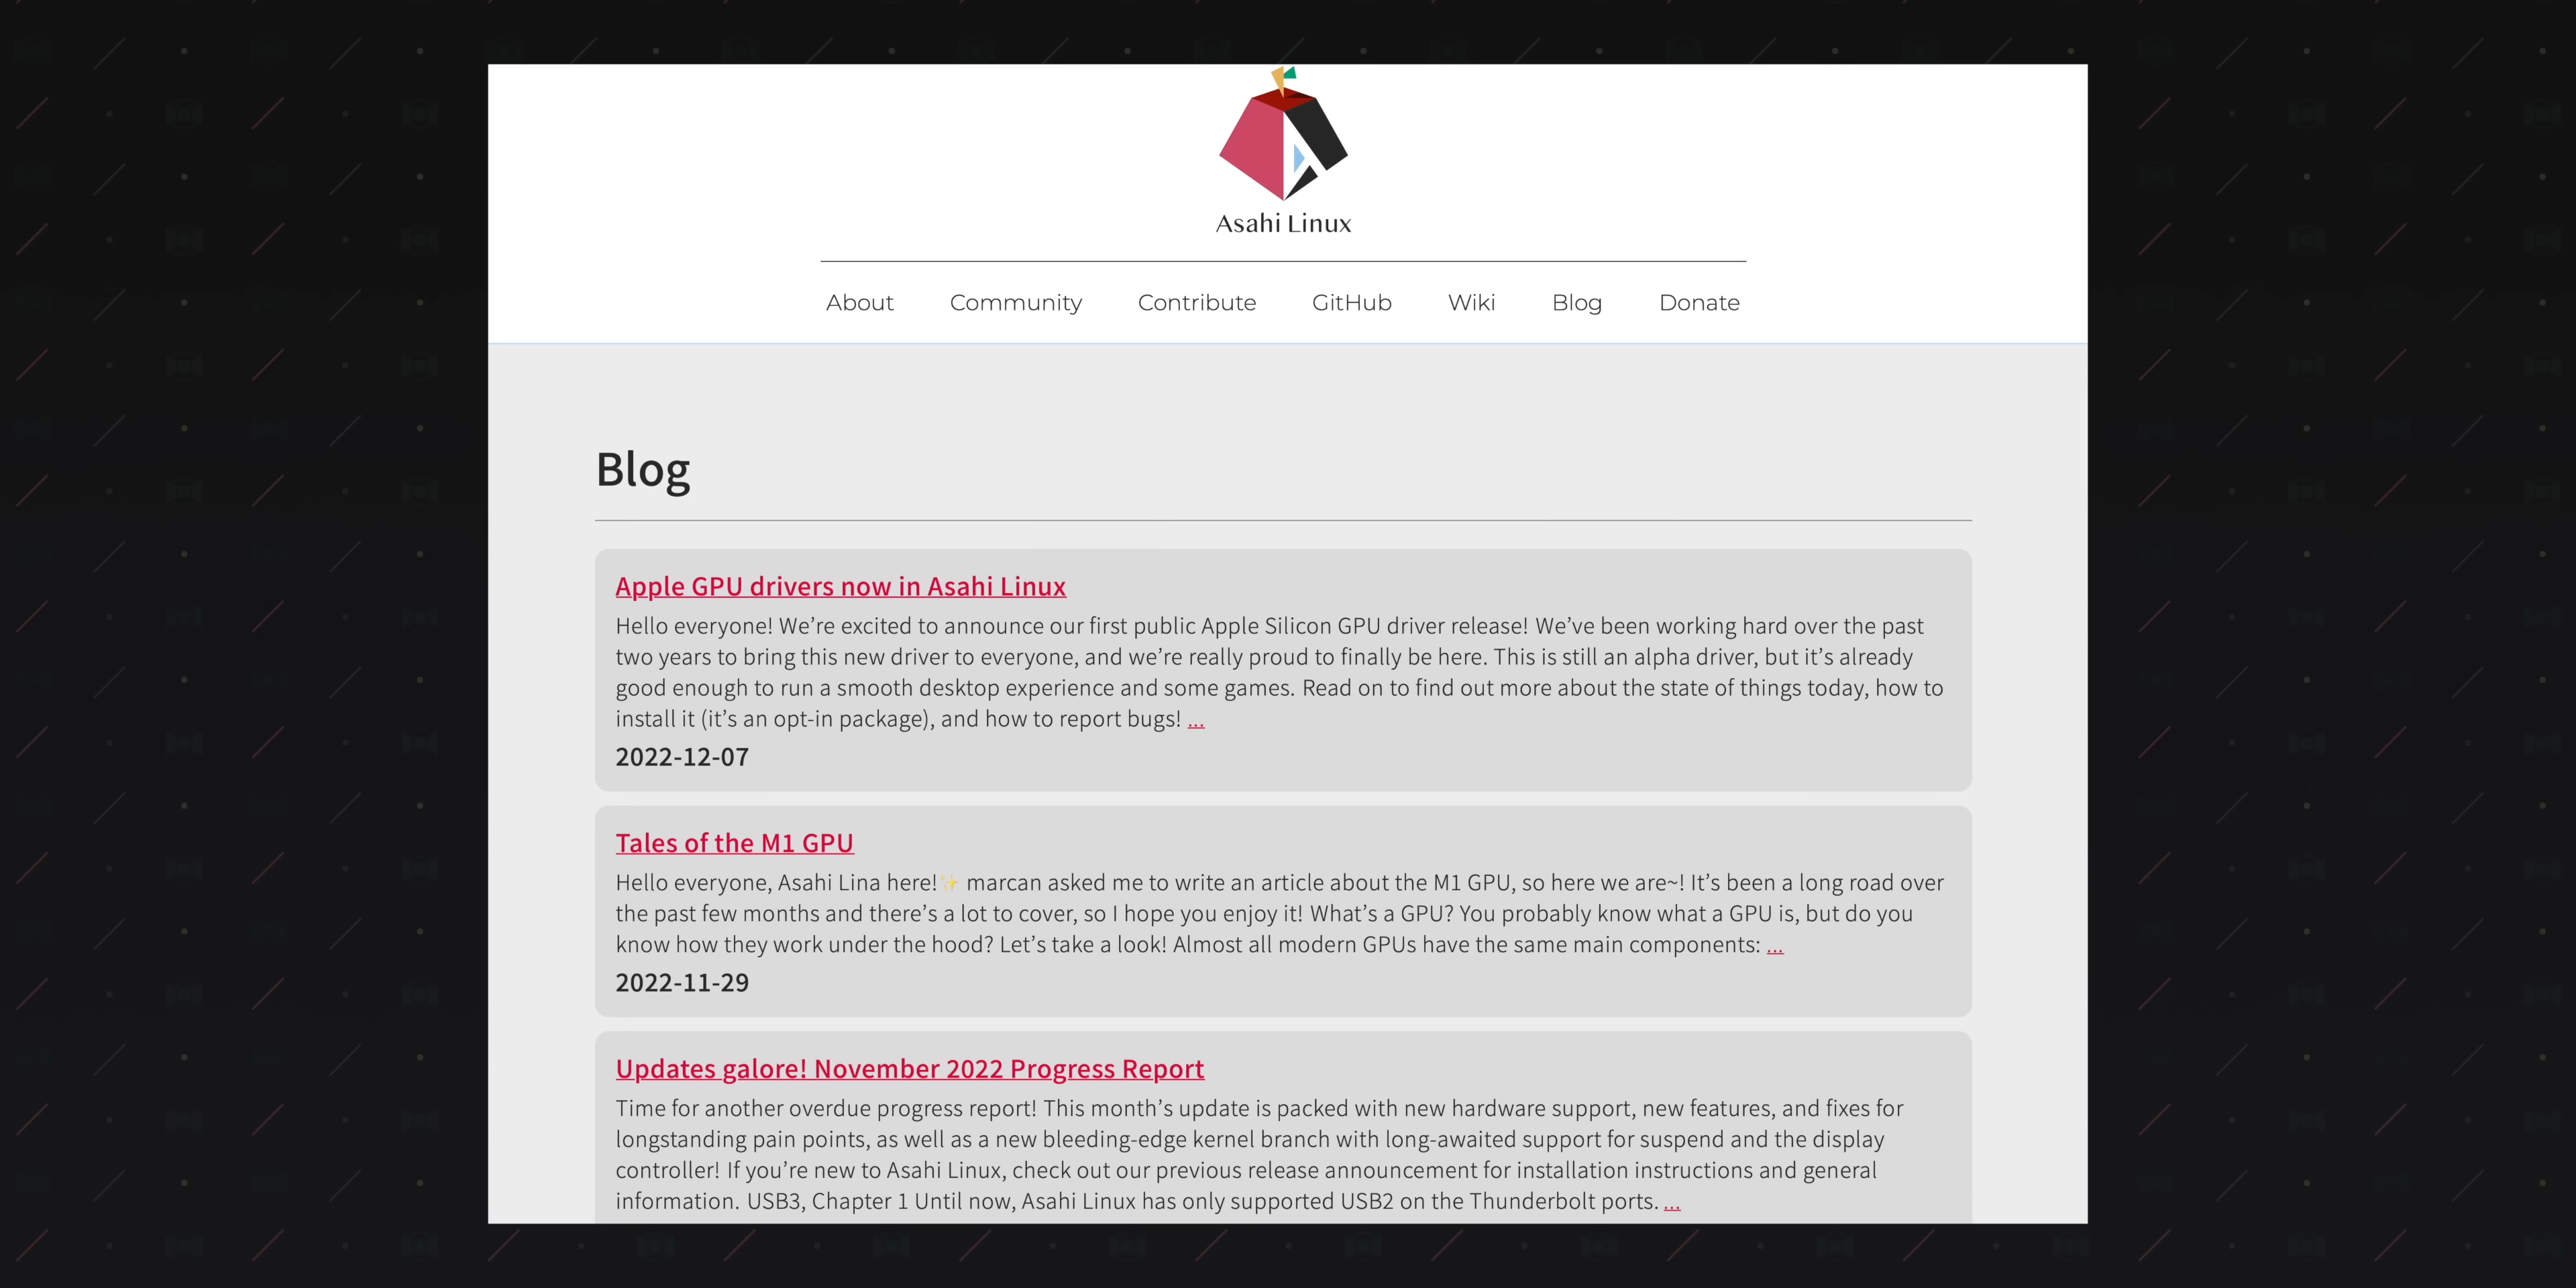 Asahi Linux
About Community Contribute GitHub Wiki Blog Donate
Blog
Apple GPU drivers now in Asahi Linux
Hello everyone! We’re excited to announce our first public Apple Silicon GPU driver release! We’ve been working hard over the past
two years to bring this new driver to everyone, and we’re really proud to finally be here. This is still an alpha driver, but it’s already
good enough to run a smooth desktop experience and some games. Read on to find out more about the state of things today, how to
install it (it’s an opt-in package), and how to report bugs! ...
2022-12-07
Tales of the M1 GPU
Hello everyone, Asahi Lina here!✨ marcan asked me to write an article about the M1 GPU, so here we are~! It’s been a long road over
the past few months and there’s a lot to cover, so I hope you enjoy it! What’s a GPU? You probably know what a GPU is, but do you
know how they work under the hood? Let’s take a look! Almost all modern GPUs have the same main components: ...
2022-11-29
Updates galore! November 2022 Progress Report
Time for another overdue progress report! This month’s update is packed with new hardware support, new features, and fixes for
longstanding pain points, as well as a new bleeding-edge kernel branch with long-awaited support for suspend and the display
controller! If you’re new to Asahi Linux, check out our previous release announcement for installation instructions and general
information. USB3, Chapter 1 Until now, Asahi Linux has only supported USB2 on the Thunderbolt ports. ...